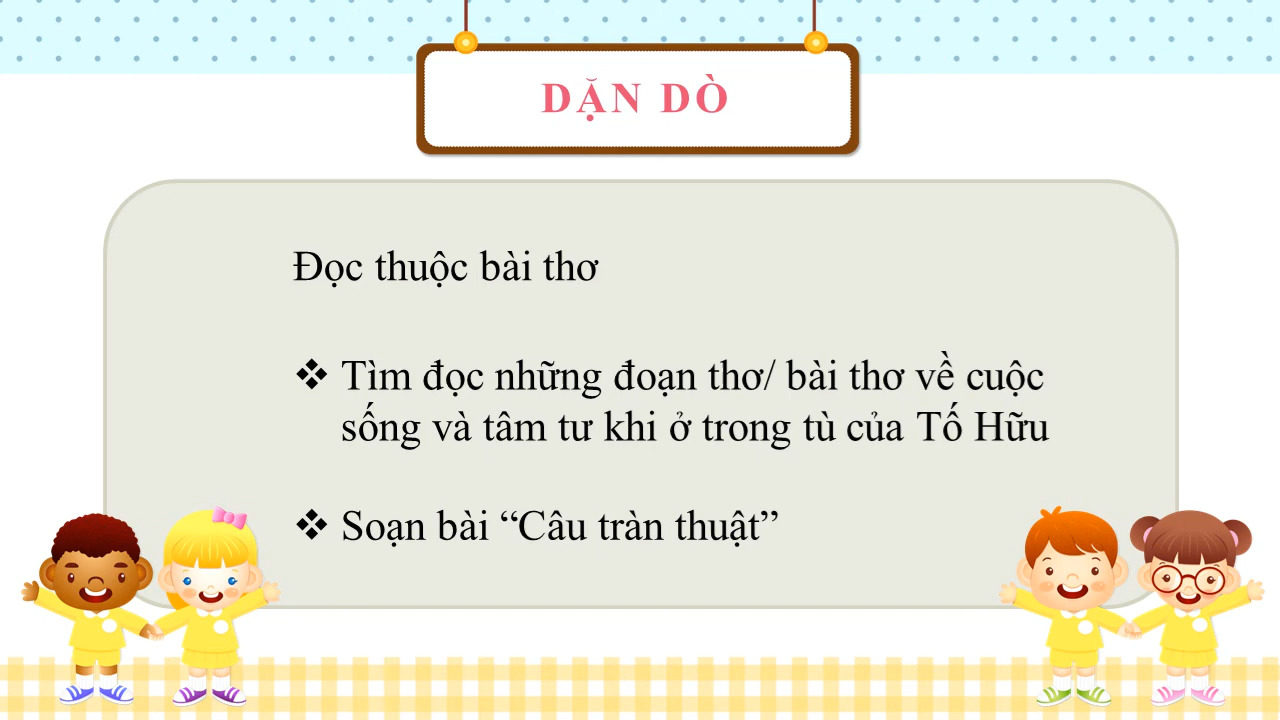 DẶN DÒ
Đọc thuộc bài thơ
❖ Tìm đọc những đoạn thơ/ bài thơ về cuộc
sống và tâm tư khi ở trong tù của Tố Hữu
❖ Soạn bài “Câu tràn thuật”